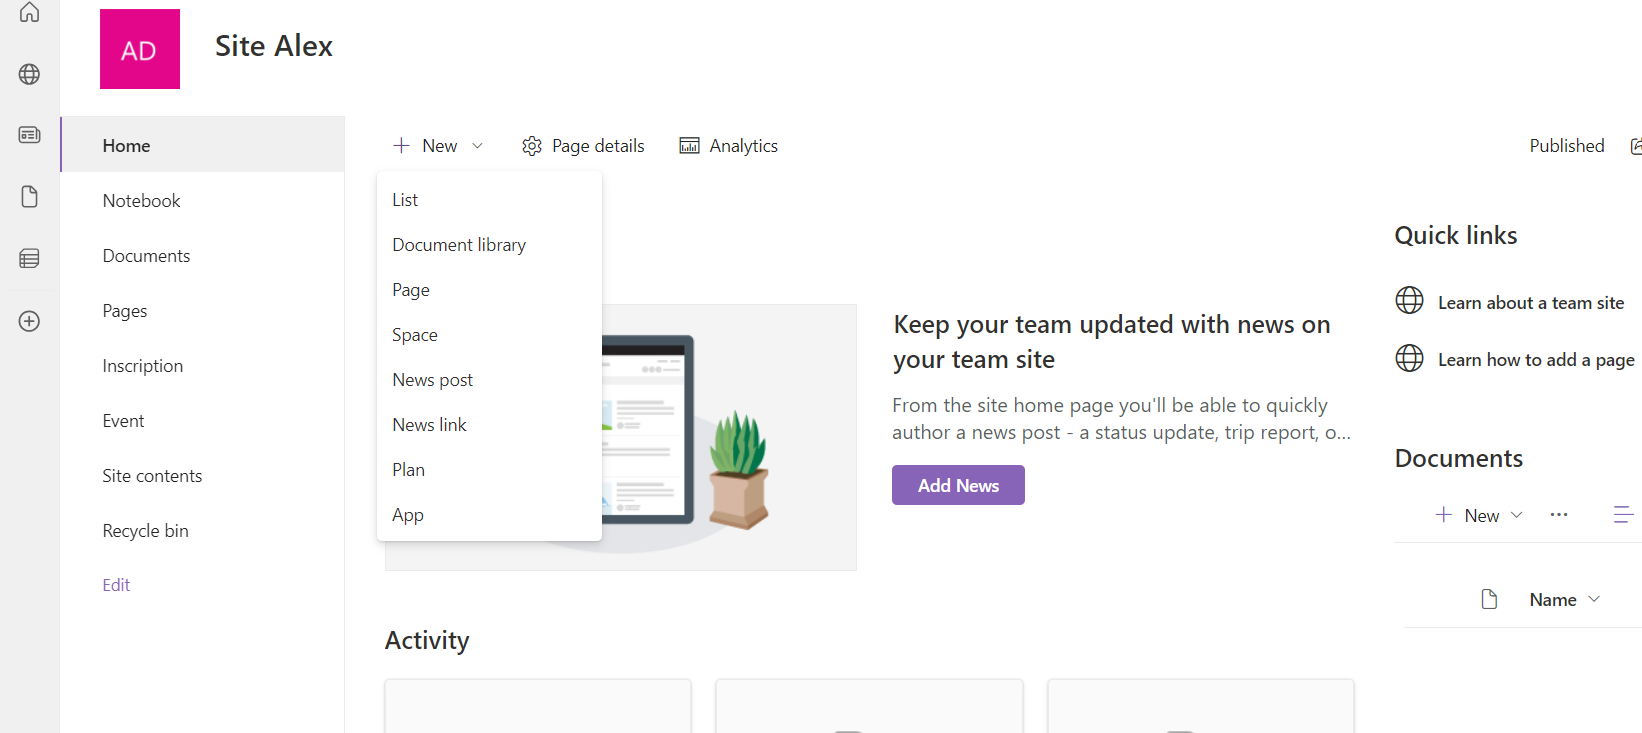 AD
Site Alex
Home
Notebook
Documents
Pages
Inscription
Event
Site contents
Recycle bin
Edit
New
Page details
Analytics
Published
List
Document library
Page
Space
News post
News link
Plan
App
Keep your team updated with news on
your team site
From the site home page you'll be able to quickly
author a news post - a status update, trip report, o...
Add News
Activity
Quick links
Learn about a team site
Learn how to add a page
Documents
New
Name